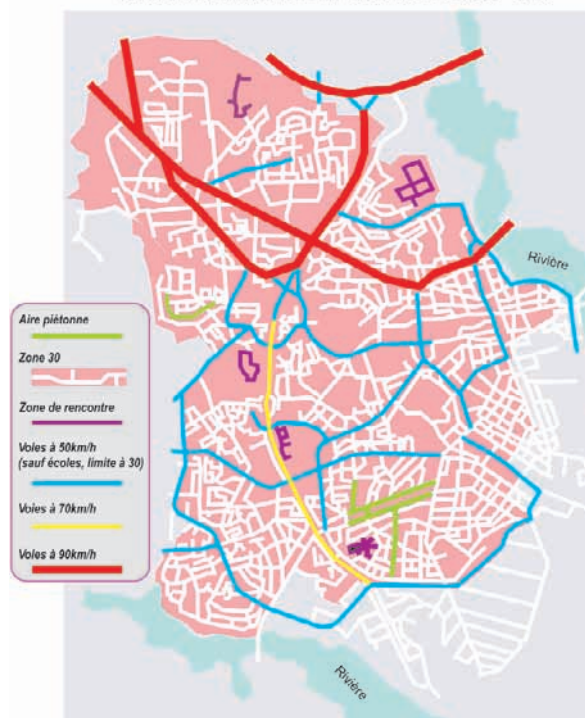 Rivière
Aire piétonne
Zone 30
Zone de rencontre
Voies à 50km/h
(sauf écoles, limite à 30)
Voies à 70km/h
Voies à 90km/h
Rivière